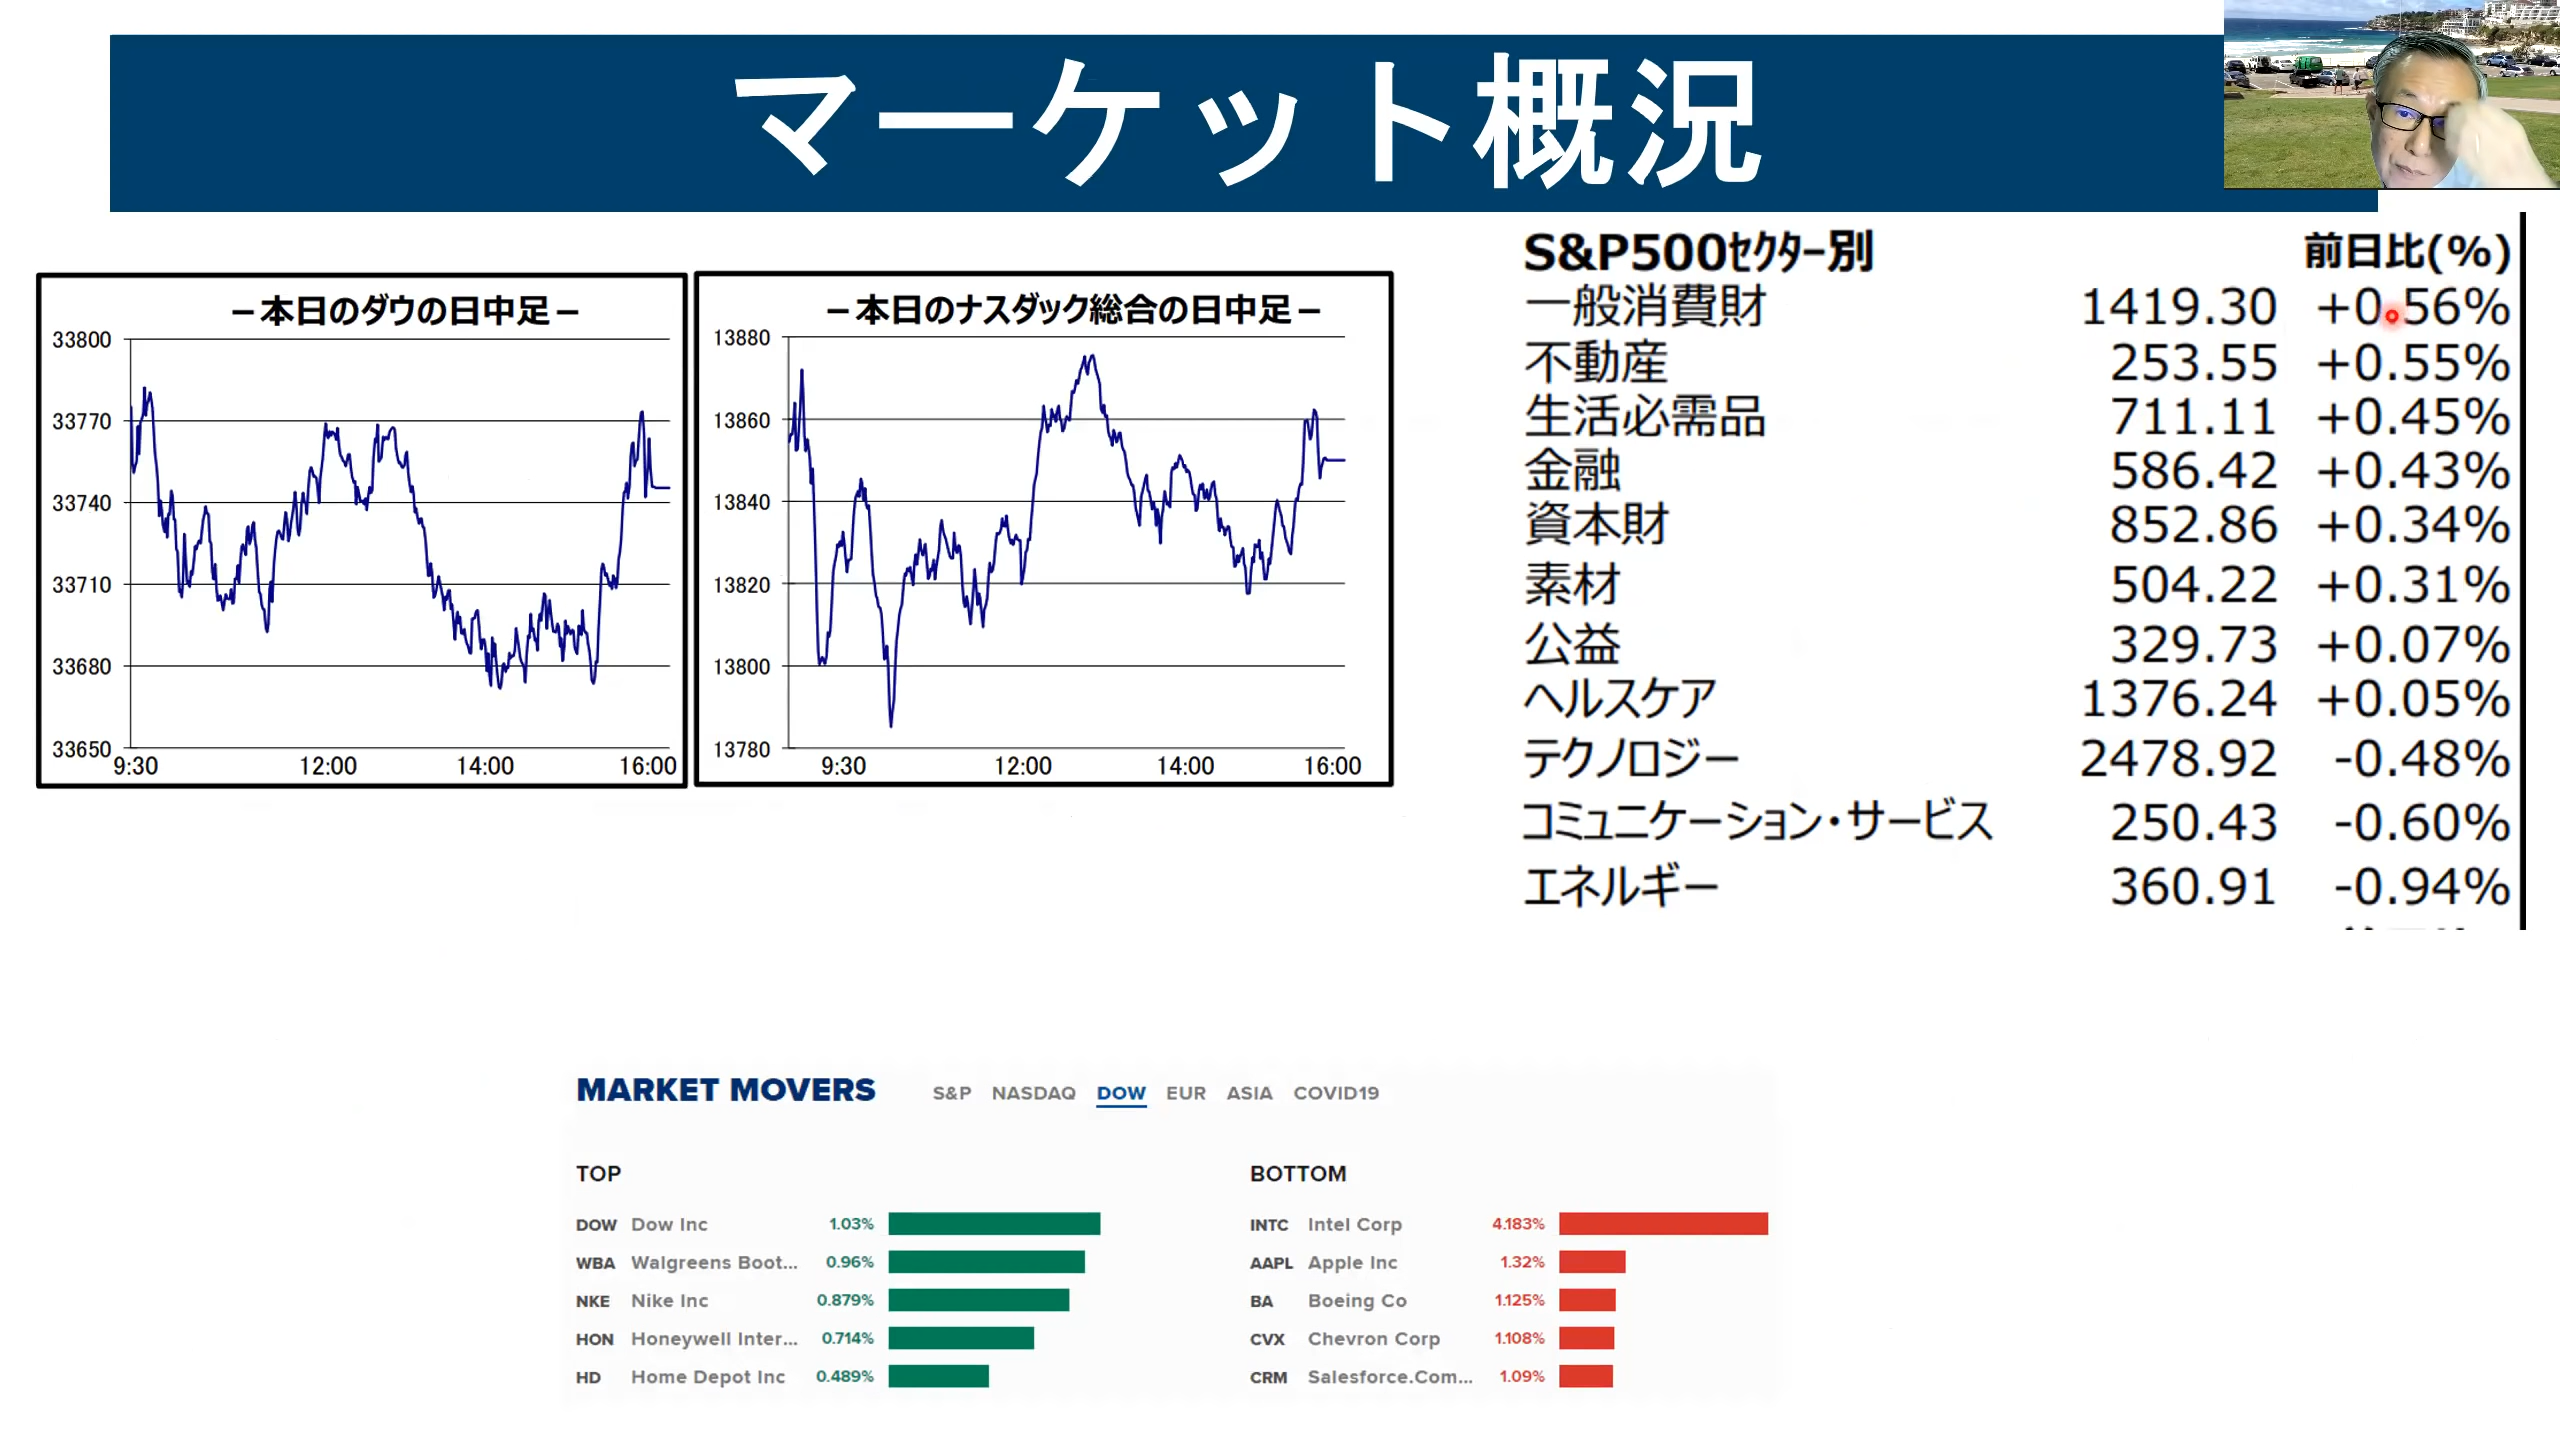 マーケット概況
－本日のダウの日中足－
33800
33770
33740
33710
33680
33650
9:30 12:00 14:00 16:00
－本日のナスダック総合の日中足－
13880
13860
13840
13820
13800
13780
9:30 12:00 14:00 16:00
S&P500ｾｸﾀｰ別 前日比(%)
一般消費財 1419.30 +0.56%
不動産 253.55 +0.55%
生活必需品 711.11 +0.45%
金融 586.42 +0.43%
資本財 852.86 +0.34%
素材 504.22 +0.31%
公益 329.73 +0.07%
ヘルスケア 1376.24 +0.05%
テクノロジー 2478.92 -0.48%
コミュニケーション・サービス 250.43 -0.60%
エネルギー 360.91 -0.94%
MARKET MOVERS S&P NASDAQ DOW EUR ASIA COVID19
TOP
DOW Dow Inc 1.03%
WBA Walgreens Boot... 0.96%
NKE Nike Inc 0.879%
HON Honeywell Inter... 0.714%
HD Home Depot Inc 0.489%
BOTTOM
INTC Intel Corp 4.183%
AAPL Apple Inc 1.32%
BA Boeing Co 1.125%
CVX Chevron Corp 1.108%
CRM Salesforce.Com... 1.09%